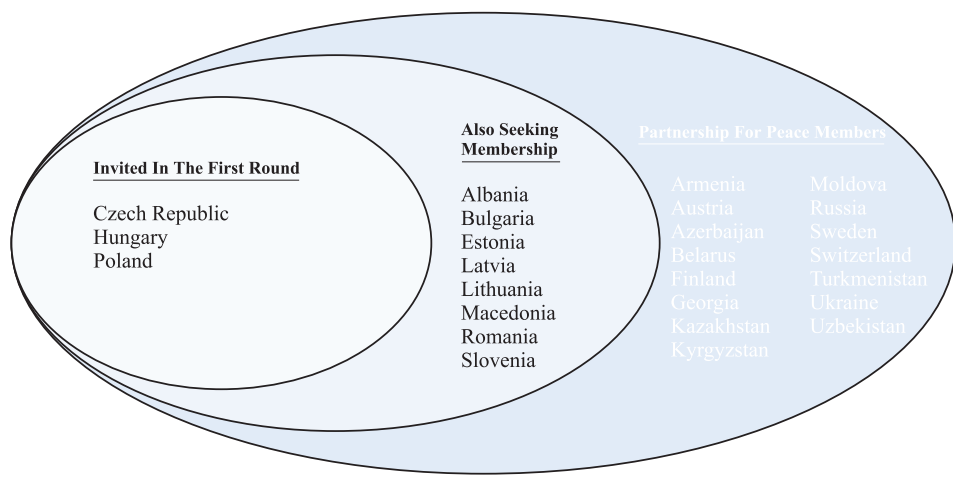 Invited In The First Round
Czech Republic
Hungary
Poland
Also Seeking
Membership
Albania
Bulgaria
Estonia
Latvia
Lithuania
Macedonia
Romania
Slovenia
Partnership For Peace Members
Armenia
Austria
Azerbaijan
Belarus
Finland
Georgia
Kazakhstan
Kyrgyzstan
Moldova
Russia
Sweden
Switzerland
Turkmenistan
Ukraine
Uzbekistan